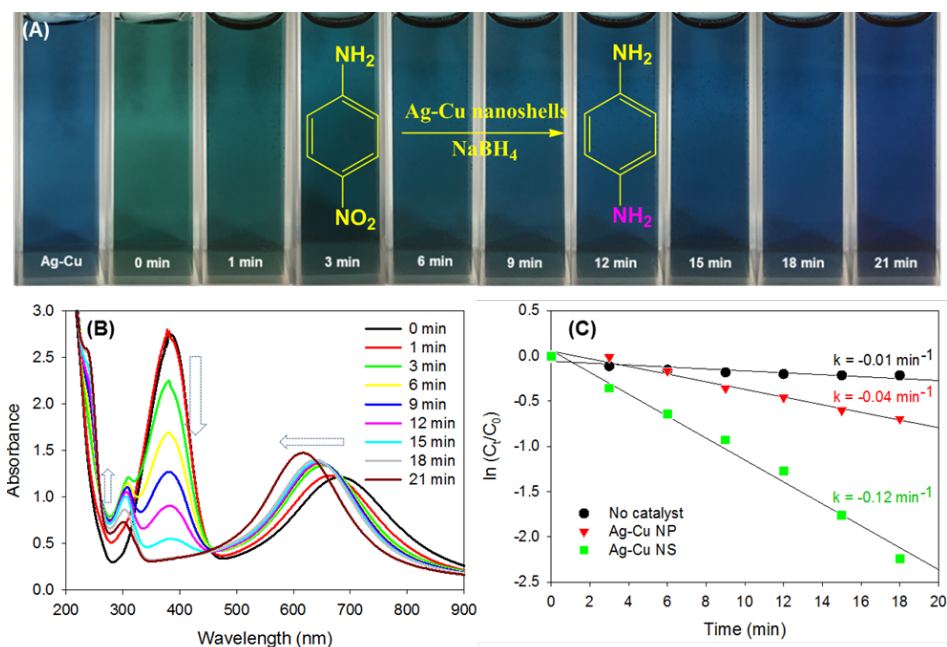 (A)
NH2
NO2
Ag-Cu nanoshells
NaBH4
NH2
NH2
Ag-Cu
0 min
1 min
3 min
6 min
9 min
12 min
15 min
18 min
21 min
(B)
3.0
2.5
2.0
1.5
1.0
0.5
0.0
Absorbance
200
300
400
500
600
700
800
900
Wavelength (nm)
0 min
1 min
3 min
6 min
9 min
12 min
15 min
18 min
21 min
(C)
0.5
0.0
-0.5
-1.0
-1.5
-2.0
-2.5
ln (Ct/C0)
k = -0.01 min-1
k = -0.04 min-1
k = -0.12 min-1
No catalyst
Ag-Cu NP
Ag-Cu NS
0
2
4
6
8
10
12
14
16
18
20
Time (min)